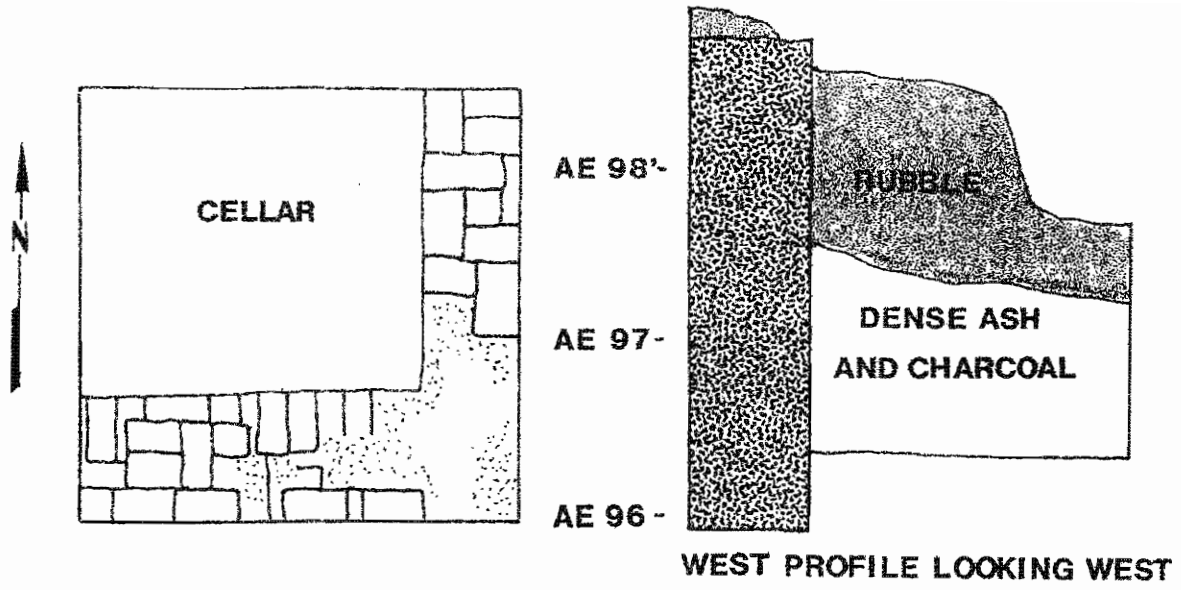 N
CELLAR
AE 98'-
AE 97-
AE 96-
RUBBLE
DENSE ASH
AND CHARCOAL
WEST PROFILE LOOKING WEST